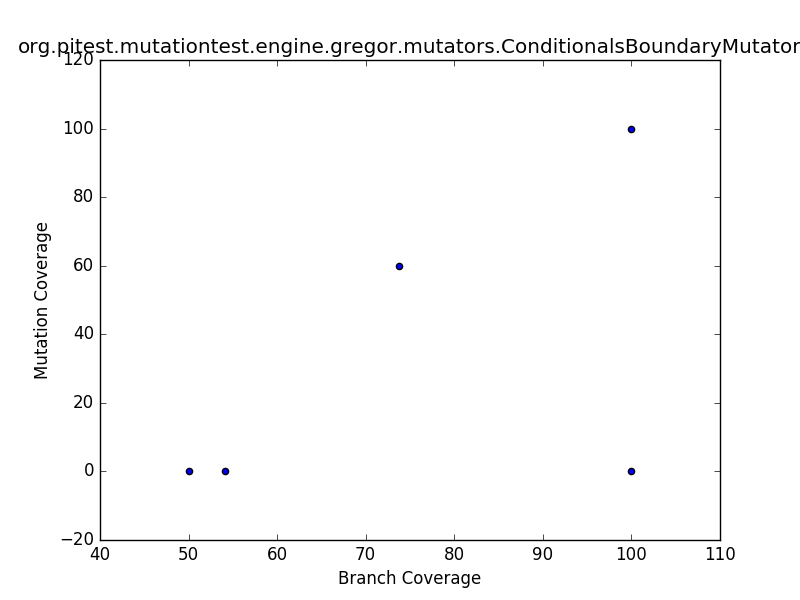 org.pitest.mutationtest.engine.gregor.mutators.ConditionalsBoundaryMutator
120
100
80
60
40
20
0
−20
Mutation Coverage
40 50 60 70 80 90 100 110
Branch Coverage